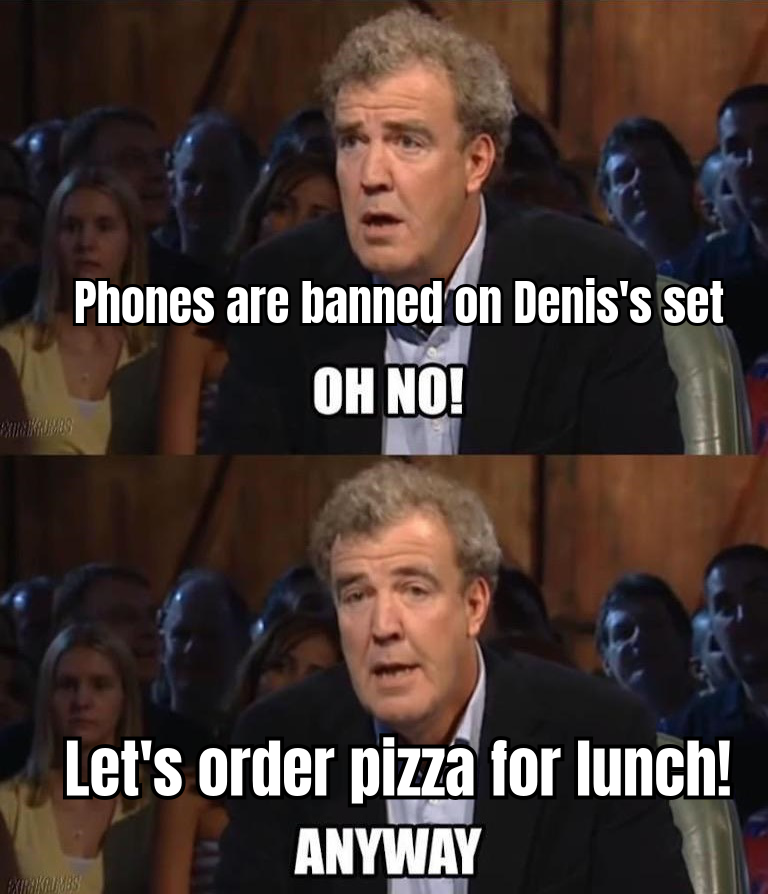 Phones are banned on Denis's set
OH NO!
Let's order pizza for lunch!
ANYWAY